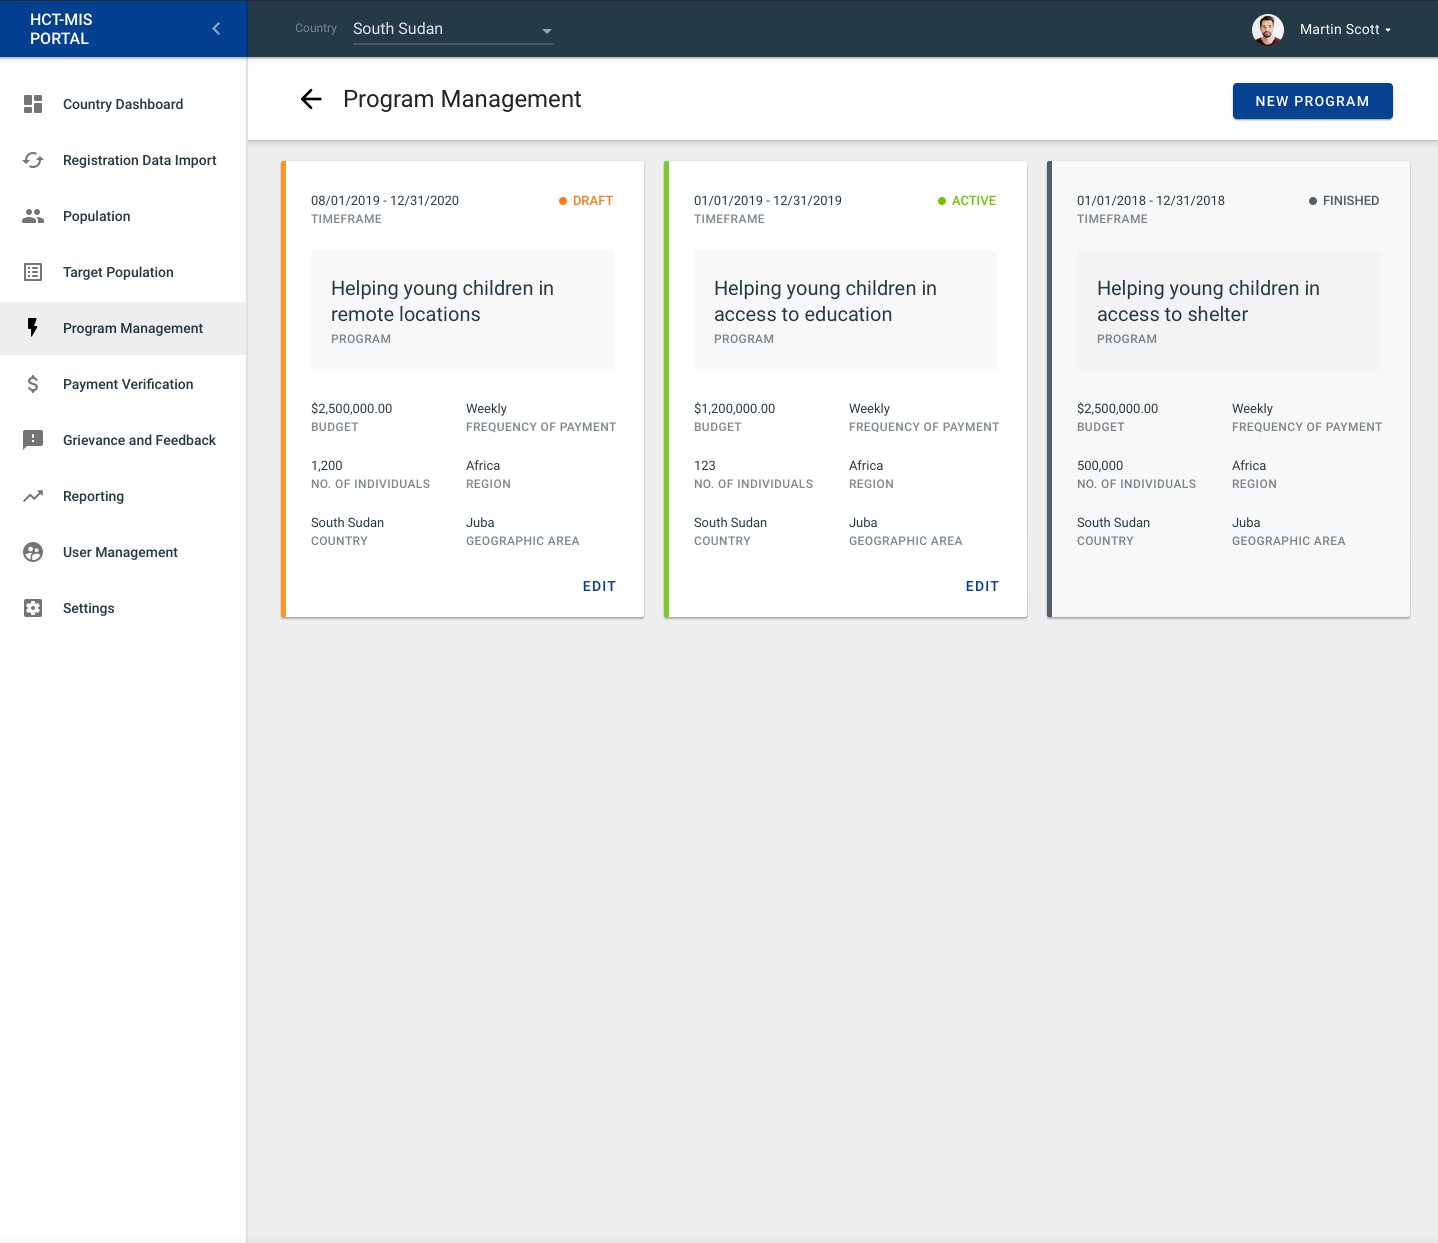 HCT-MIS
PORTAL
Country
South Sudan
Martin Scott
Country Dashboard
Registration Data Import
Population
Target Population
Program Management
Payment Verification
Grievance and Feedback
Reporting
User Management
Settings
Program Management
NEW PROGRAM
08/01/2019 - 12/31/2020
DRAFT
TIMEFRAME
Helping young children in
remote locations
PROGRAM
$2,500,000.00
Weekly
BUDGET
FREQUENCY OF PAYMENT
1,200
Africa
NO. OF INDIVIDUALS
REGION
South Sudan
Juba
COUNTRY
GEOGRAPHIC AREA
EDIT
01/01/2019 - 12/31/2019
ACTIVE
TIMEFRAME
Helping young children in
access to education
PROGRAM
$1,200,000.00
Weekly
BUDGET
FREQUENCY OF PAYMENT
123
Africa
NO. OF INDIVIDUALS
REGION
South Sudan
Juba
COUNTRY
GEOGRAPHIC AREA
EDIT
01/01/2018 - 12/31/2018
FINISHED
TIMEFRAME
Helping young children in
access to shelter
PROGRAM
$2,500,000.00
Weekly
BUDGET
FREQUENCY OF PAYMENT
500,000
Africa
NO. OF INDIVIDUALS
REGION
South Sudan
Juba
COUNTRY
GEOGRAPHIC AREA